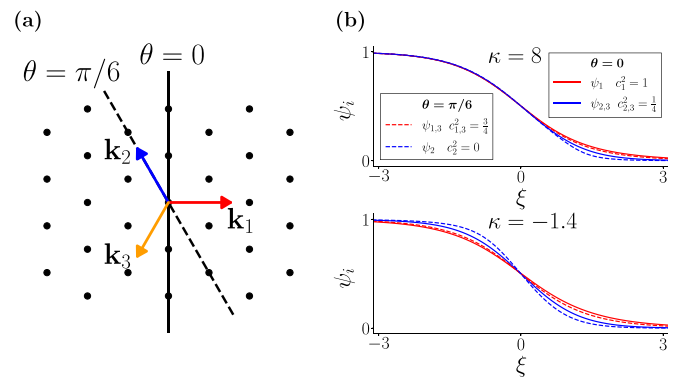 (a)
θ = 0
θ = π/6
k₂
k₁
k₃
(b)
κ = 8
θ = 0
ψ₁ c₁² = 1
ψ₂,₃ c₂,₃² = 1/4
θ = π/6
ψ₁,₃ c₁,₃² = 3/4
ψ₂ c₂² = 0
ψᵢ
1
0
−3
0
3
ξ
κ = −1.4
ψᵢ
1
0
−3
0
3
ξ